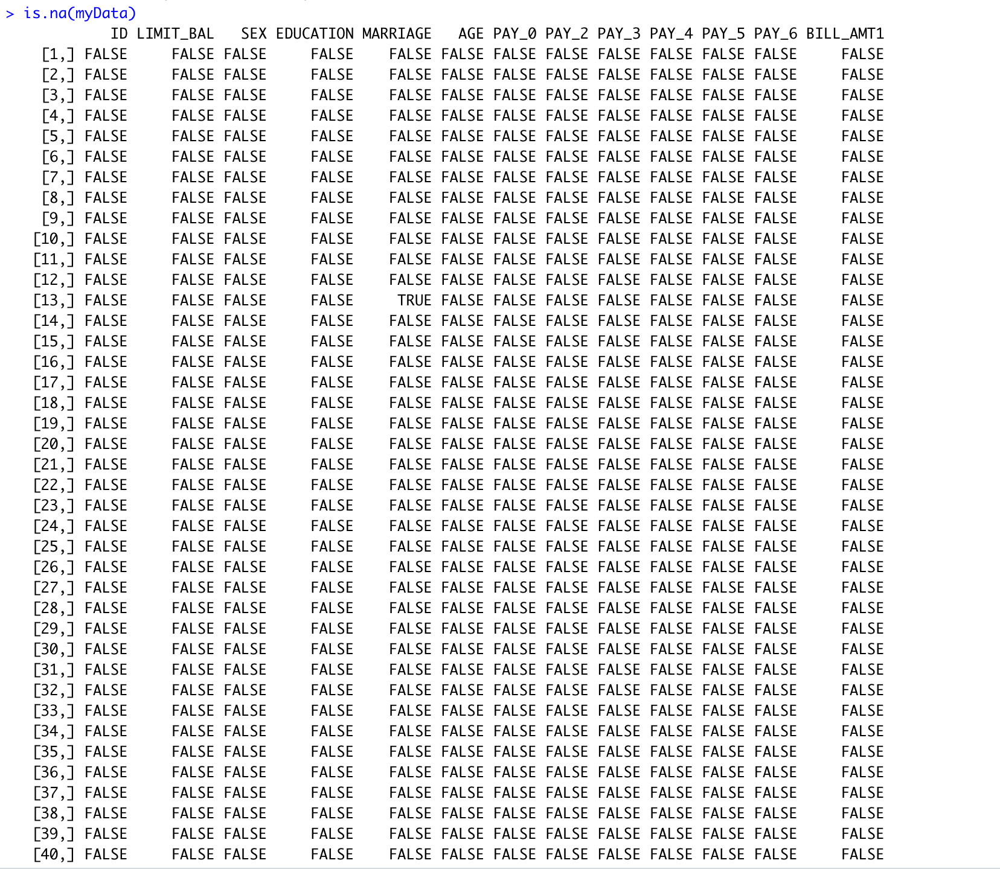 > is.na(myData)
ID LIMIT_BAL SEX EDUCATION MARRIAGE AGE PAY_0 PAY_2 PAY_3 PAY_4 PAY_5 PAY_6 BILL_AMT1
[1,] FALSE FALSE FALSE FALSE FALSE FALSE FALSE FALSE FALSE FALSE FALSE FALSE FALSE
[2,] FALSE FALSE FALSE FALSE FALSE FALSE FALSE FALSE FALSE FALSE FALSE FALSE FALSE
[3,] FALSE FALSE FALSE FALSE FALSE FALSE FALSE FALSE FALSE FALSE FALSE FALSE FALSE
[4,] FALSE FALSE FALSE FALSE FALSE FALSE FALSE FALSE FALSE FALSE FALSE FALSE FALSE
[5,] FALSE FALSE FALSE FALSE FALSE FALSE FALSE FALSE FALSE FALSE FALSE FALSE FALSE
[6,] FALSE FALSE FALSE FALSE FALSE FALSE FALSE FALSE FALSE FALSE FALSE FALSE FALSE
[7,] FALSE FALSE FALSE FALSE FALSE FALSE FALSE FALSE FALSE FALSE FALSE FALSE FALSE
[8,] FALSE FALSE FALSE FALSE FALSE FALSE FALSE FALSE FALSE FALSE FALSE FALSE FALSE
[9,] FALSE FALSE FALSE FALSE FALSE FALSE FALSE FALSE FALSE FALSE FALSE FALSE FALSE
[10,] FALSE FALSE FALSE FALSE FALSE FALSE FALSE FALSE FALSE FALSE FALSE FALSE FALSE
[11,] FALSE FALSE FALSE FALSE FALSE FALSE FALSE FALSE FALSE FALSE FALSE FALSE FALSE
[12,] FALSE FALSE FALSE FALSE FALSE FALSE FALSE FALSE FALSE FALSE FALSE FALSE FALSE
[13,] FALSE FALSE FALSE FALSE TRUE FALSE FALSE FALSE FALSE FALSE FALSE FALSE FALSE
[14,] FALSE FALSE FALSE FALSE FALSE FALSE FALSE FALSE FALSE FALSE FALSE FALSE FALSE
[15,] FALSE FALSE FALSE FALSE FALSE FALSE FALSE FALSE FALSE FALSE FALSE FALSE FALSE
[16,] FALSE FALSE FALSE FALSE FALSE FALSE FALSE FALSE FALSE FALSE FALSE FALSE FALSE
[17,] FALSE FALSE FALSE FALSE FALSE FALSE FALSE FALSE FALSE FALSE FALSE FALSE FALSE
[18,] FALSE FALSE FALSE FALSE FALSE FALSE FALSE FALSE FALSE FALSE FALSE FALSE FALSE
[19,] FALSE FALSE FALSE FALSE FALSE FALSE FALSE FALSE FALSE FALSE FALSE FALSE FALSE
[20,] FALSE FALSE FALSE FALSE FALSE FALSE FALSE FALSE FALSE FALSE FALSE FALSE FALSE
[21,] FALSE FALSE FALSE FALSE FALSE FALSE FALSE FALSE FALSE FALSE FALSE FALSE FALSE
[22,] FALSE FALSE FALSE FALSE FALSE FALSE FALSE FALSE FALSE FALSE FALSE FALSE FALSE
[23,] FALSE FALSE FALSE FALSE FALSE FALSE FALSE FALSE FALSE FALSE FALSE FALSE FALSE
[24,] FALSE FALSE FALSE FALSE FALSE FALSE FALSE FALSE FALSE FALSE FALSE FALSE FALSE
[25,] FALSE FALSE FALSE FALSE FALSE FALSE FALSE FALSE FALSE FALSE FALSE FALSE FALSE
[26,] FALSE FALSE FALSE FALSE FALSE FALSE FALSE FALSE FALSE FALSE FALSE FALSE FALSE
[27,] FALSE FALSE FALSE FALSE FALSE FALSE FALSE FALSE FALSE FALSE FALSE FALSE FALSE
[28,] FALSE FALSE FALSE FALSE FALSE FALSE FALSE FALSE FALSE FALSE FALSE FALSE FALSE
[29,] FALSE FALSE FALSE FALSE FALSE FALSE FALSE FALSE FALSE FALSE FALSE FALSE FALSE
[30,] FALSE FALSE FALSE FALSE FALSE FALSE FALSE FALSE FALSE FALSE FALSE FALSE FALSE
[31,] FALSE FALSE FALSE FALSE FALSE FALSE FALSE FALSE FALSE FALSE FALSE FALSE FALSE
[32,] FALSE FALSE FALSE FALSE FALSE FALSE FALSE FALSE FALSE FALSE FALSE FALSE FALSE
[33,] FALSE FALSE FALSE FALSE FALSE FALSE FALSE FALSE FALSE FALSE FALSE FALSE FALSE
[34,] FALSE FALSE FALSE FALSE FALSE FALSE FALSE FALSE FALSE FALSE FALSE FALSE FALSE
[35,] FALSE FALSE FALSE FALSE FALSE FALSE FALSE FALSE FALSE FALSE FALSE FALSE FALSE
[36,] FALSE FALSE FALSE FALSE FALSE FALSE FALSE FALSE FALSE FALSE FALSE FALSE FALSE
[37,] FALSE FALSE FALSE FALSE FALSE FALSE FALSE FALSE FALSE FALSE FALSE FALSE FALSE
[38,] FALSE FALSE FALSE FALSE FALSE FALSE FALSE FALSE FALSE FALSE FALSE FALSE FALSE
[39,] FALSE FALSE FALSE FALSE FALSE FALSE FALSE FALSE FALSE FALSE FALSE FALSE FALSE
[40,] FALSE FALSE FALSE FALSE FALSE FALSE FALSE FALSE FALSE FALSE FALSE FALSE FALSE